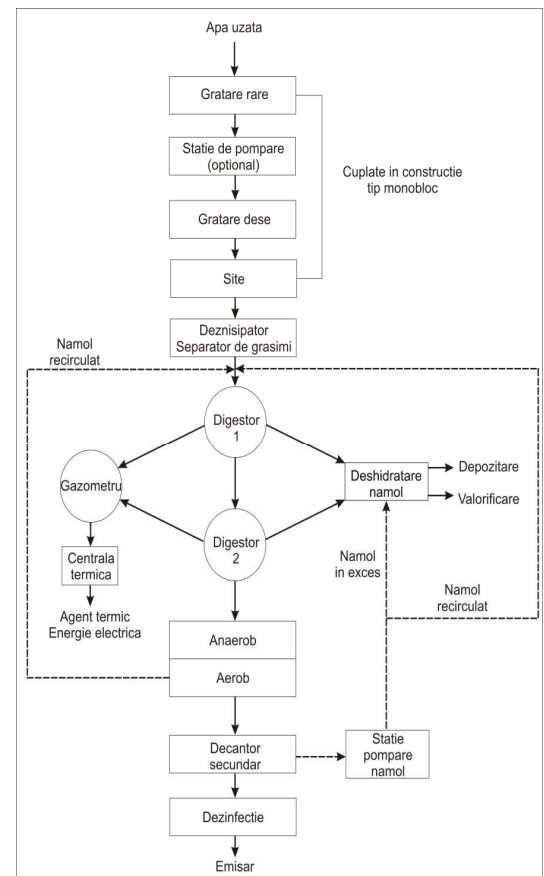 Apa uzata
Gratare rare
Statie de pompare
(optional)
Cuplate in constructie
tip monobloc
Gratare dese
Site
Deznisipator
Separator de grasimi
Namol
recirculat
Digestor
1
Gazometru
Deshidratare
namol
Depozitare
Valorificare
Digestor
2
Centrala
termica
Namol
in exces
Namol
recirculat
Agent termic
Energie electrica
Anaerob
Aerob
Decantor
secundar
Statie
pompare
namol
Dezinfectie
Emisar